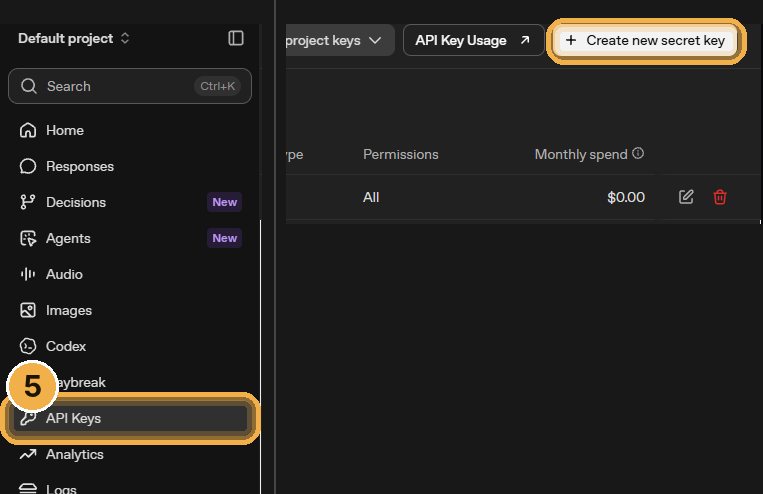 Default project
Search Ctrl+K
Home
Responses
Decisions New
Agents New
Audio
Images
Codex
aybreak
5
API Keys
Analytics
Logs
project keys API Key Usage + Create new secret key
ype Permissions Monthly spend
All $0.00